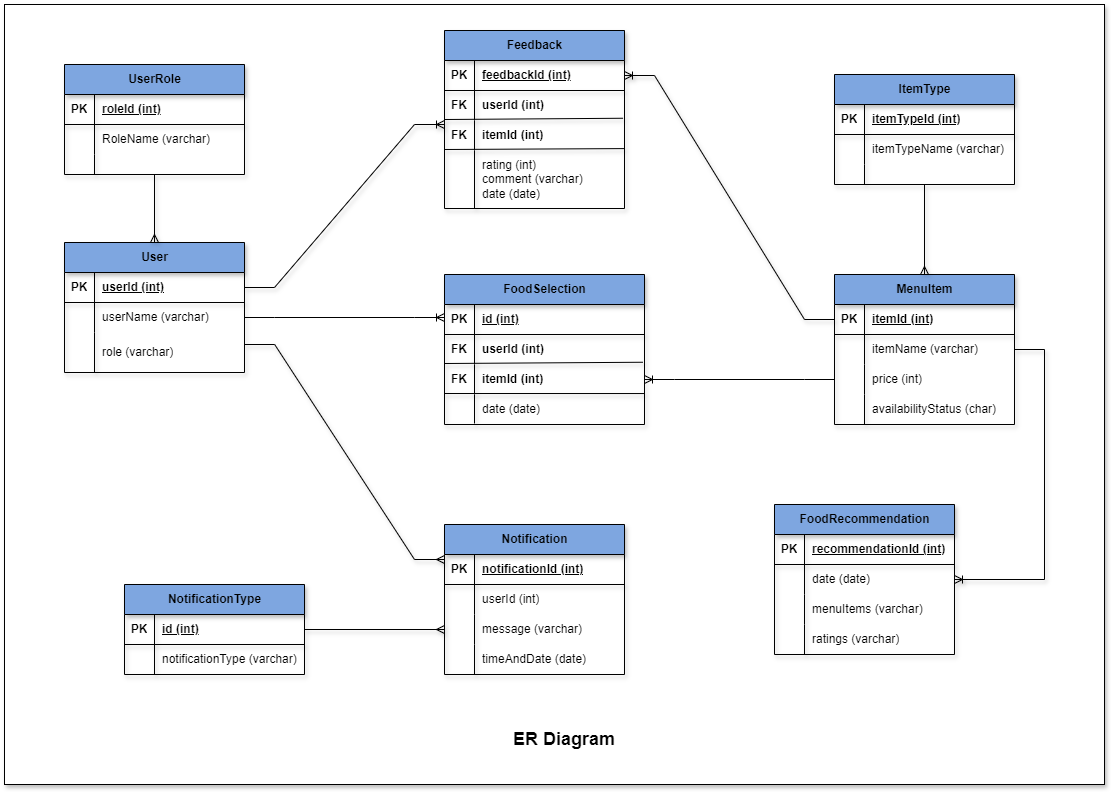 UserRole
PK roleId (int)
RoleName (varchar)
User
PK userId (int)
userName (varchar)
role (varchar)
Feedback
PK feedbackId (int)
FK userId (int)
FK itemId (int)
rating (int)
comment (varchar)
date (date)
FoodSelection
PK id (int)
FK userId (int)
FK itemId (int)
date (date)
ItemType
PK itemTypeId (int)
itemTypeName (varchar)
MenuItem
PK itemId (int)
itemName (varchar)
price (int)
availabilityStatus (char)
NotificationType
PK id (int)
notificationType (varchar)
Notification
PK notificationId (int)
userId (int)
message (varchar)
timeAndDate (date)
FoodRecommendation
PK recommendationId (int)
date (date)
menuItems (varchar)
ratings (varchar)
ER Diagram